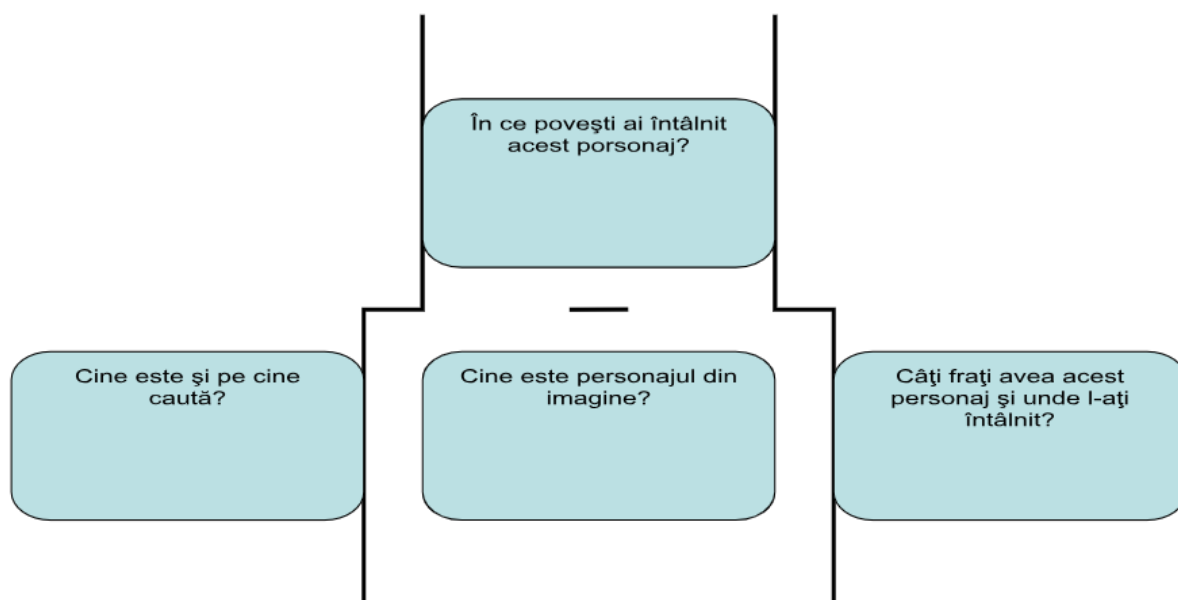 În ce poveşti ai întâlnit
acest porsonaj?
Cine este şi pe cine
caută?
Cine este personajul din
imagine?
Câţi fraţi avea acest
personaj şi unde l-aţi
întâlnit?